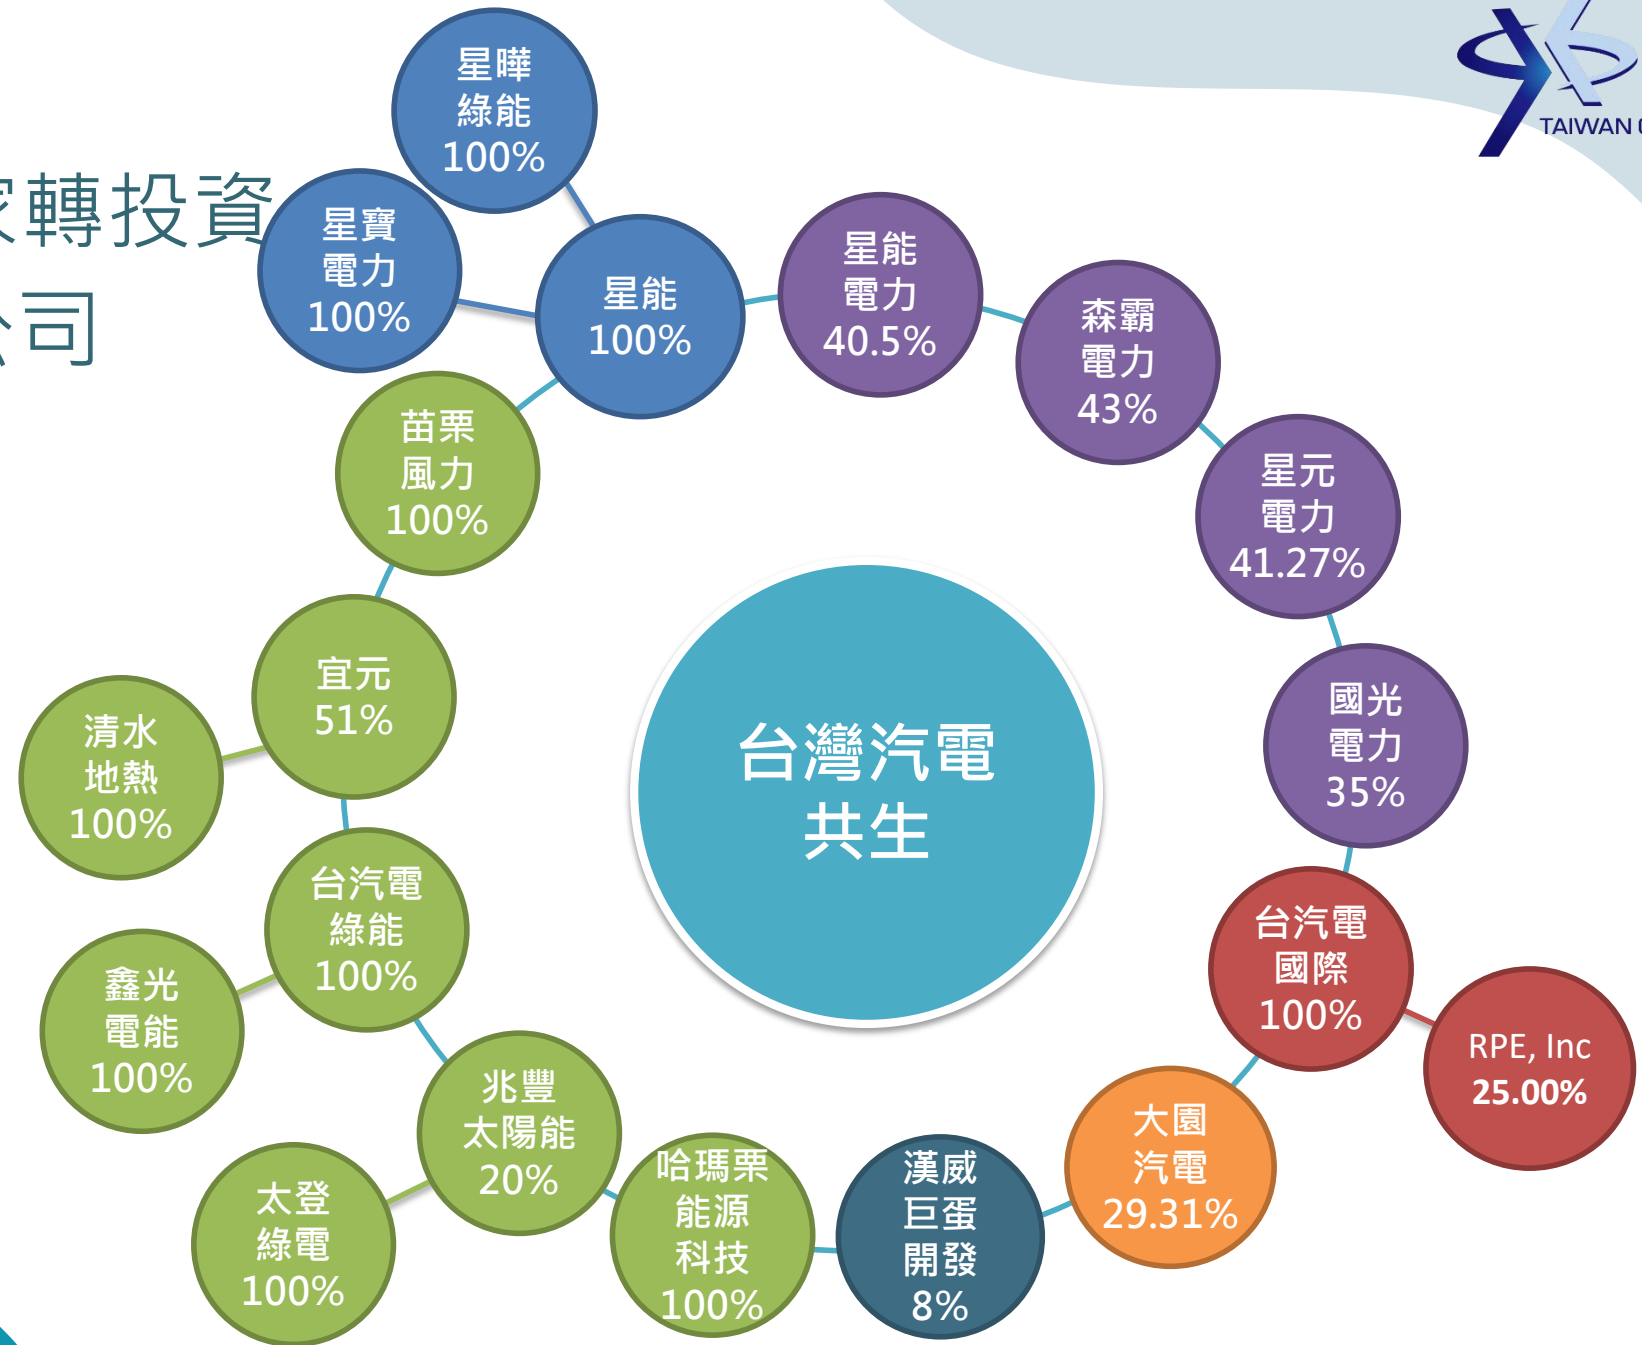 家轉投資
公司
TAIWAN
星曄
綠能
100%
星寶
電力
100%
星能
100%
星能
電力
40.5%
森霸
電力
43%
星元
電力
41.27%
國光
電力
35%
台汽電
國際
100%
RPE, Inc
25.00%
大園
汽電
29.31%
漢威
巨蛋
開發
8%
哈瑪栗
能源
科技
100%
兆豐
太陽能
20%
太登
綠電
100%
台汽電
綠能
100%
鑫光
電能
100%
宜元
51%
清水
地熱
100%
苗栗
風力
100%
台灣汽電
共生